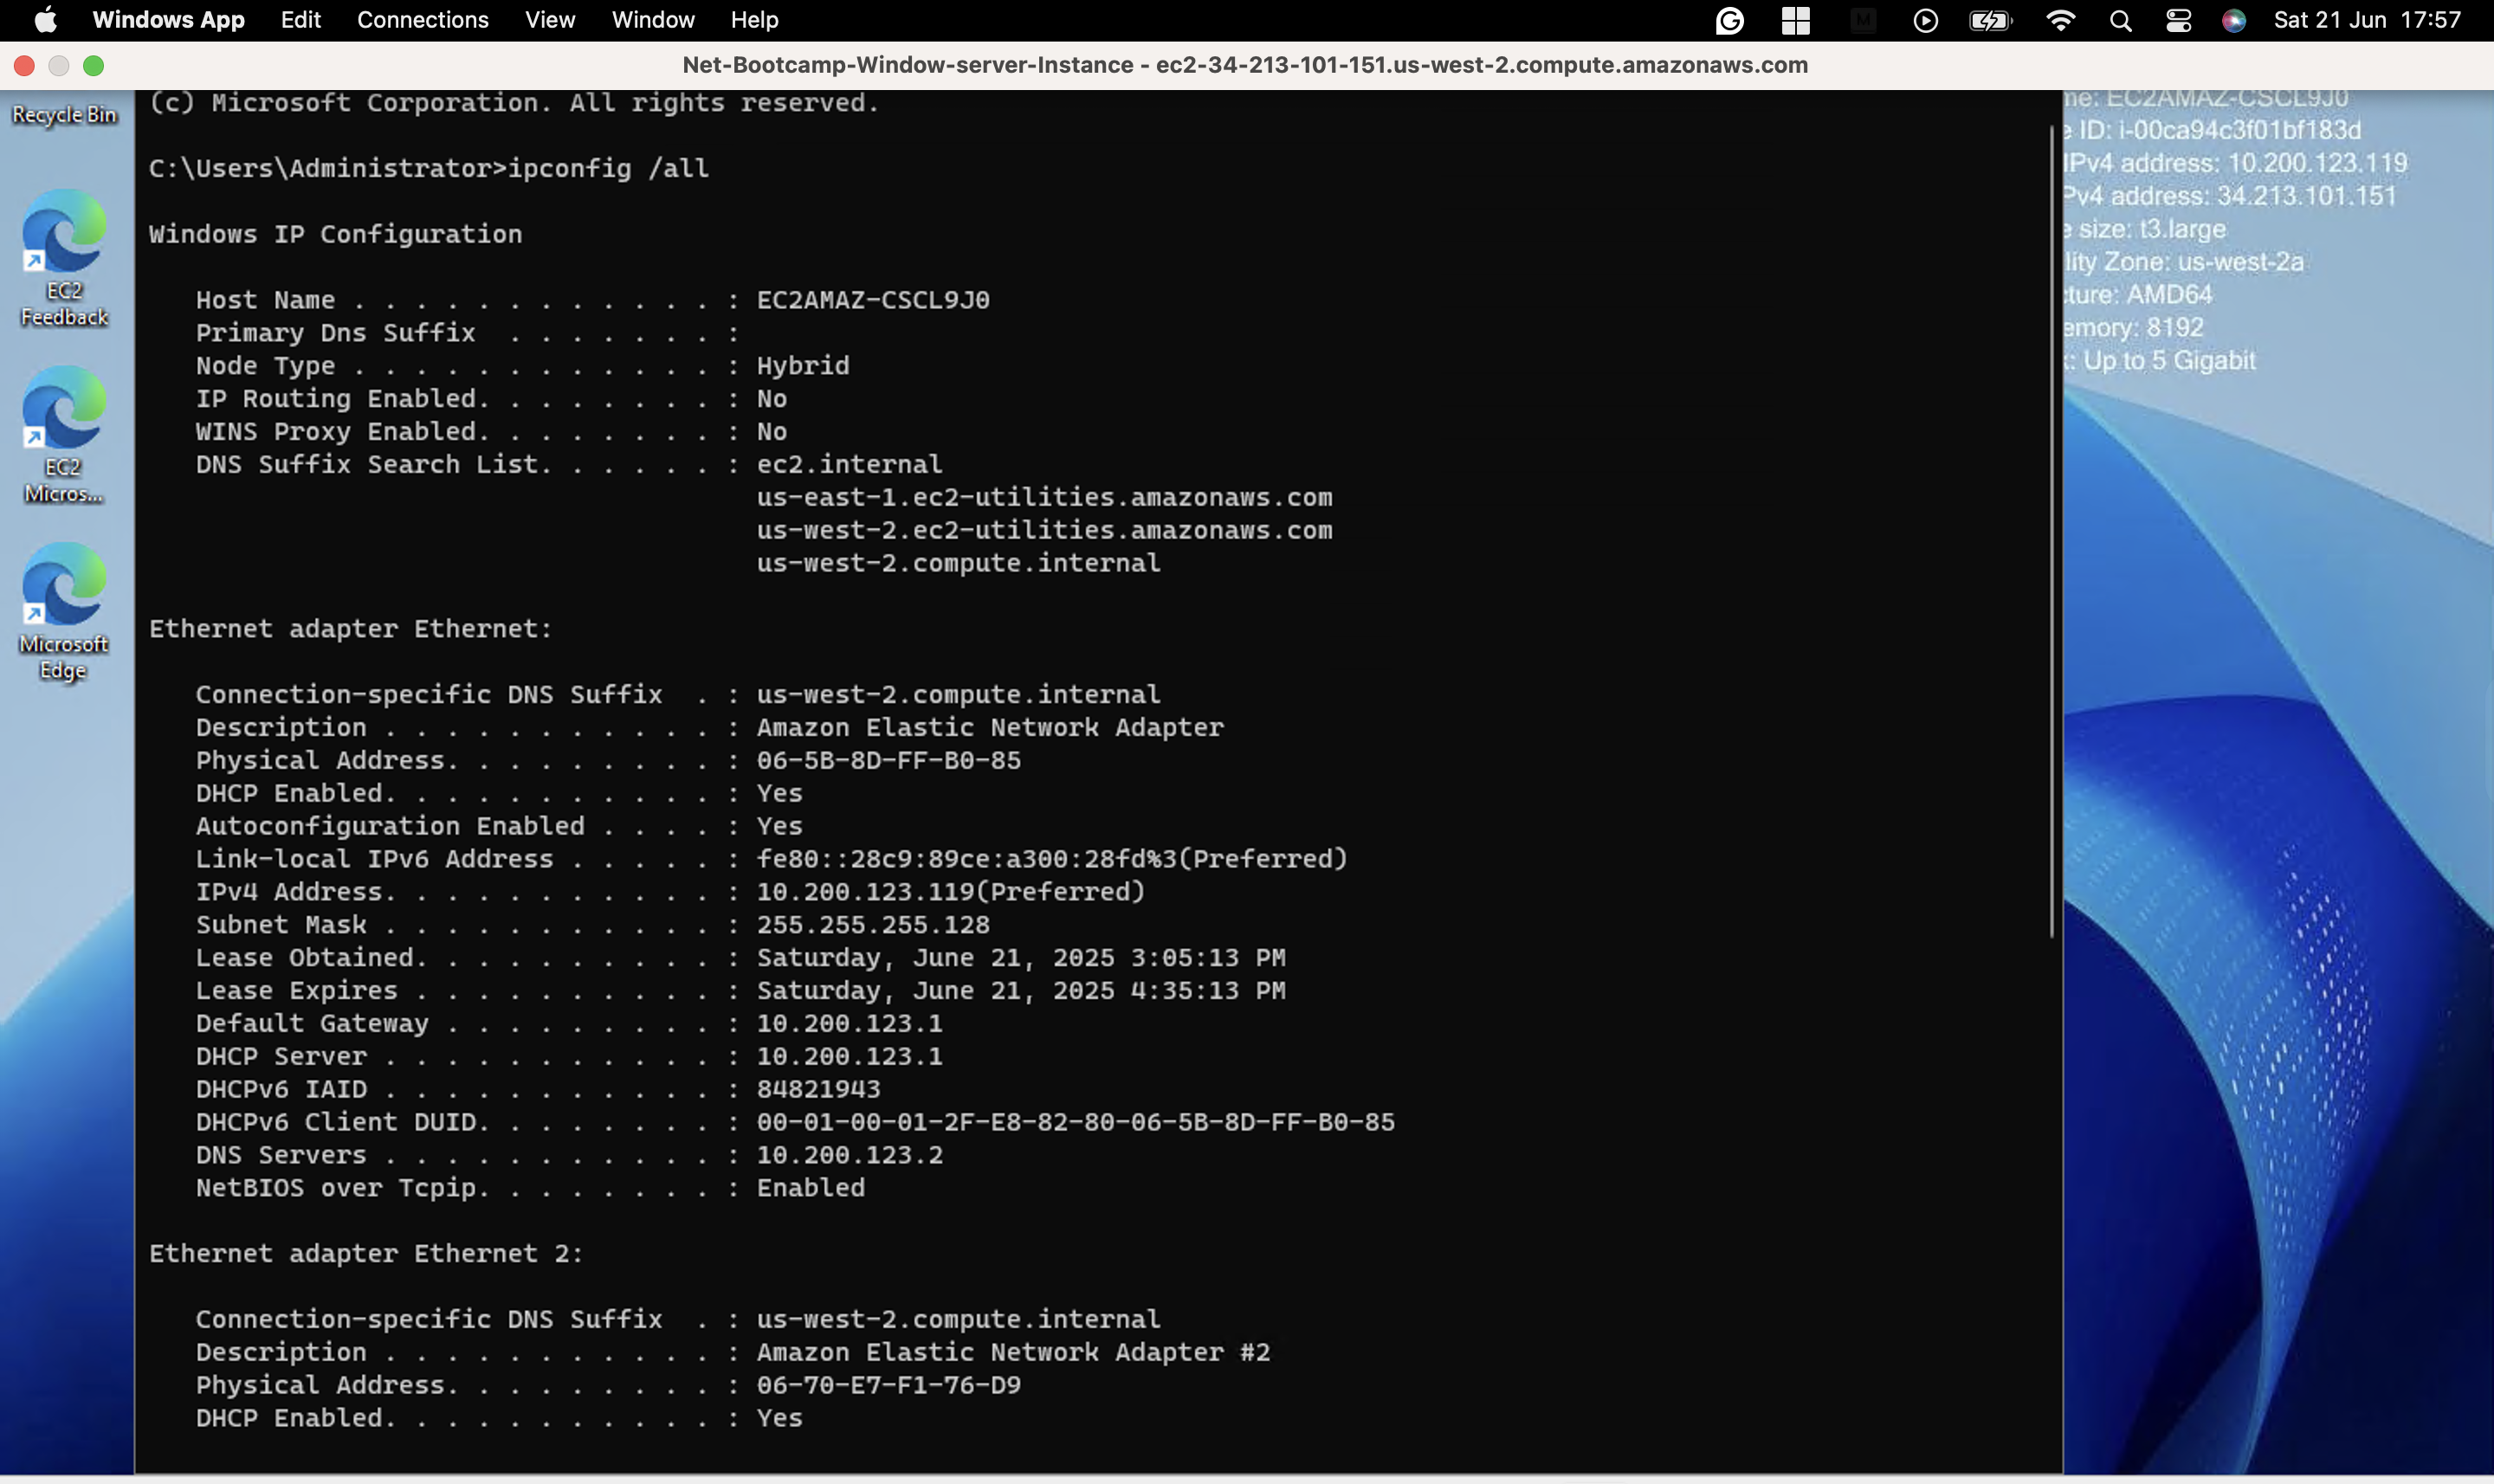 Windows App Edit Connections View Window Help Sat 21 Jun 17:57
Net-Bootcamp-Window-server-Instance - ec2-34-213-101-151.us-west-2.compute.amazonaws.com
Recycle Bin
EC2
Feedback
EC2
Micros...
Microsoft
Edge
(c) Microsoft Corporation. All rights reserved.
C:\Users\Administrator>ipconfig /all
Windows IP Configuration
Host Name . . . . . . . . . . . . : EC2AMAZ-CSCL9J0
Primary Dns Suffix  . . . . . . . :
Node Type . . . . . . . . . . . . : Hybrid
IP Routing Enabled. . . . . . . . : No
WINS Proxy Enabled. . . . . . . . : No
DNS Suffix Search List. . . . . . : ec2.internal
us-east-1.ec2-utilities.amazonaws.com
us-west-2.ec2-utilities.amazonaws.com
us-west-2.compute.internal
Ethernet adapter Ethernet:
Connection-specific DNS Suffix  . : us-west-2.compute.internal
Description . . . . . . . . . . . : Amazon Elastic Network Adapter
Physical Address. . . . . . . . . : 06-5B-8D-FF-B0-85
DHCP Enabled. . . . . . . . . . . : Yes
Autoconfiguration Enabled . . . . : Yes
Link-local IPv6 Address . . . . . : fe80::28c9:89ce:a300:28fd%3(Preferred)
IPv4 Address. . . . . . . . . . . : 10.200.123.119(Preferred)
Subnet Mask . . . . . . . . . . . : 255.255.255.128
Lease Obtained. . . . . . . . . . : Saturday, June 21, 2025 3:05:13 PM
Lease Expires . . . . . . . . . . : Saturday, June 21, 2025 4:35:13 PM
Default Gateway . . . . . . . . . : 10.200.123.1
DHCP Server . . . . . . . . . . . : 10.200.123.1
DHCPv6 IAID . . . . . . . . . . . : 84821943
DHCPv6 Client DUID. . . . . . . . : 00-01-00-01-2F-E8-82-80-06-5B-8D-FF-B0-85
DNS Servers . . . . . . . . . . . : 10.200.123.2
NetBIOS over Tcpip. . . . . . . . : Enabled
Ethernet adapter Ethernet 2:
Connection-specific DNS Suffix  . : us-west-2.compute.internal
Description . . . . . . . . . . . : Amazon Elastic Network Adapter #2
Physical Address. . . . . . . . . : 06-70-E7-F1-76-D9
DHCP Enabled. . . . . . . . . . . : Yes
me: EC2AMAZ-CSCL9J0
e ID: i-00ca94c3f01bf183d
IPv4 address: 10.200.123.119
Pv4 address: 34.213.101.151
e size: t3.large
lity Zone: us-west-2a
cture: AMD64
emory: 8192
: Up to 5 Gigabit